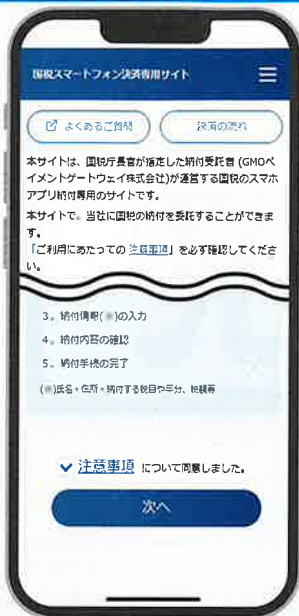 国税スマートフォン決済専用サイト
よくあるご質問
決済の流れ
本サイトは、国税庁長官が指定した納付受託者(GMOペ
イメントゲートウェイ株式会社)が運営する国税のスマホ
アプリ納付専用のサイトです。
本サイトで、当社に国税の納付を委託することができま
す。
「ご利用にあたっての 注意事項」を必ず確認してくださ
い。
3. 納付情報(※)の入力
4. 納付内容の確認
5. 納付手続の完了
(※)氏名・住所・納付する税目や年分、税額等
注意事項 について同意しました。
次へ